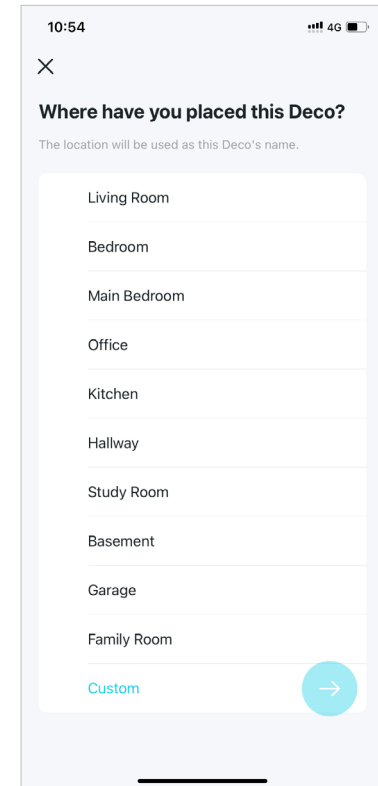 10:54
4G
Where have you placed this Deco?
The location will be used as this Deco's name.
Living Room
Bedroom
Main Bedroom
Office
Kitchen
Hallway
Study Room
Basement
Garage
Family Room
Custom